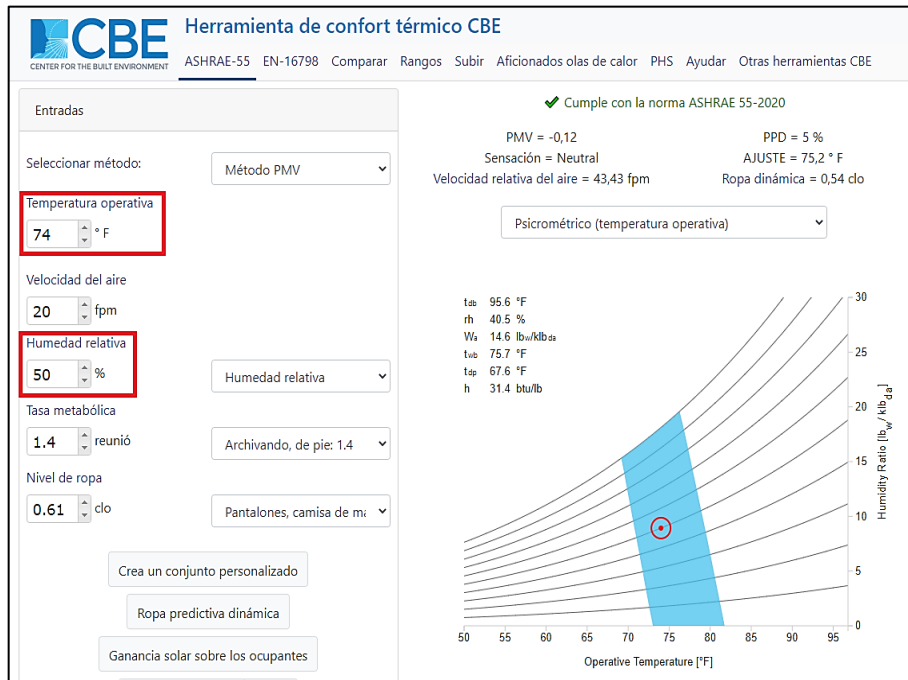 CBE
CENTER FOR THE BUILT ENVIRONMENT
Herramienta de confort térmico CBE
ASHRAE-55 EN-16798 Comparar Rangos Subir Aficionados olas de calor PHS Ayudar Otras herramientas CBE
Entradas
Seleccionar método:
Método PMV
Temperatura operativa
74 ° F
Velocidad del aire
20 fpm
Humedad relativa
50 %
Humedad relativa
Tasa metabólica
1.4 reunió
Archivando, de pie: 1.4
Nivel de ropa
0.61 clo
Pantalones, camisa de ma
Crea un conjunto personalizado
Ropa predictiva dinámica
Ganancia solar sobre los ocupantes
✔ Cumple con la norma ASHRAE 55-2020
PMV = -0,12 PPD = 5 %
Sensación = Neutral AJUSTE = 75,2 ° F
Velocidad relativa del aire = 43,43 fpm Ropa dinámica = 0,54 clo
Psicrométrico (temperatura operativa)
tdb 95.6 °F
rh 40.5 %
Wa 14.6 lbw/klbda
twb 75.7 °F
tdp 67.6 °F
h 31.4 btu/lb
30
25
20
15
10
5
0
Humidity Ratio [lbw / klbda]
50 55 60 65 70 75 80 85 90 95
Operative Temperature [°F]